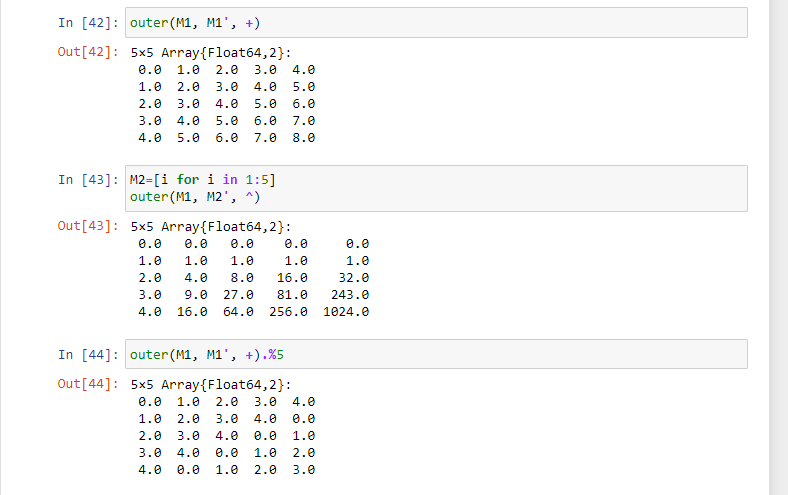 In [42]: outer(M1, M1', +)
Out[42]: 5×5 Array{Float64,2}:
0.0 1.0 2.0 3.0 4.0
1.0 2.0 3.0 4.0 5.0
2.0 3.0 4.0 5.0 6.0
3.0 4.0 5.0 6.0 7.0
4.0 5.0 6.0 7.0 8.0
In [43]: M2=[i for i in 1:5]
outer(M1, M2', ^)
Out[43]: 5×5 Array{Float64,2}:
0.0 0.0 0.0 0.0 0.0
1.0 1.0 1.0 1.0 1.0
2.0 4.0 8.0 16.0 32.0
3.0 9.0 27.0 81.0 243.0
4.0 16.0 64.0 256.0 1024.0
In [44]: outer(M1, M1', +).%5
Out[44]: 5×5 Array{Float64,2}:
0.0 1.0 2.0 3.0 4.0
1.0 2.0 3.0 4.0 0.0
2.0 3.0 4.0 0.0 1.0
3.0 4.0 0.0 1.0 2.0
4.0 0.0 1.0 2.0 3.0